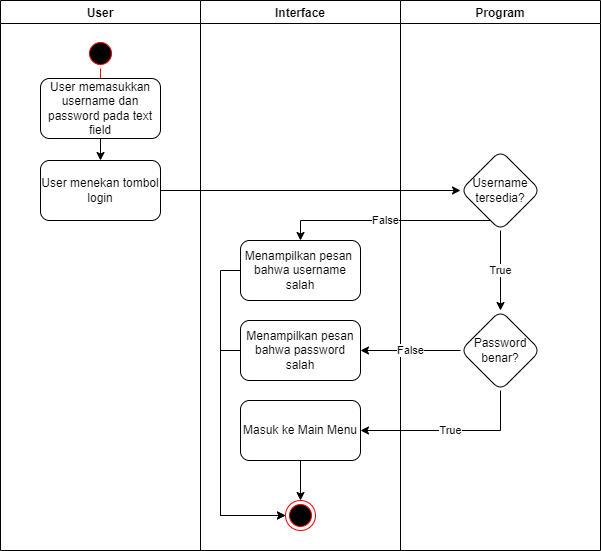 User
Interface
Program
User memasukkan
username dan
password pada text
field
User menekan tombol
login
Username
tersedia?
False
Menampilkan pesan
bahwa username
salah
True
Menampilkan pesan
bahwa password
salah
False
Password
benar?
Masuk ke Main Menu
True